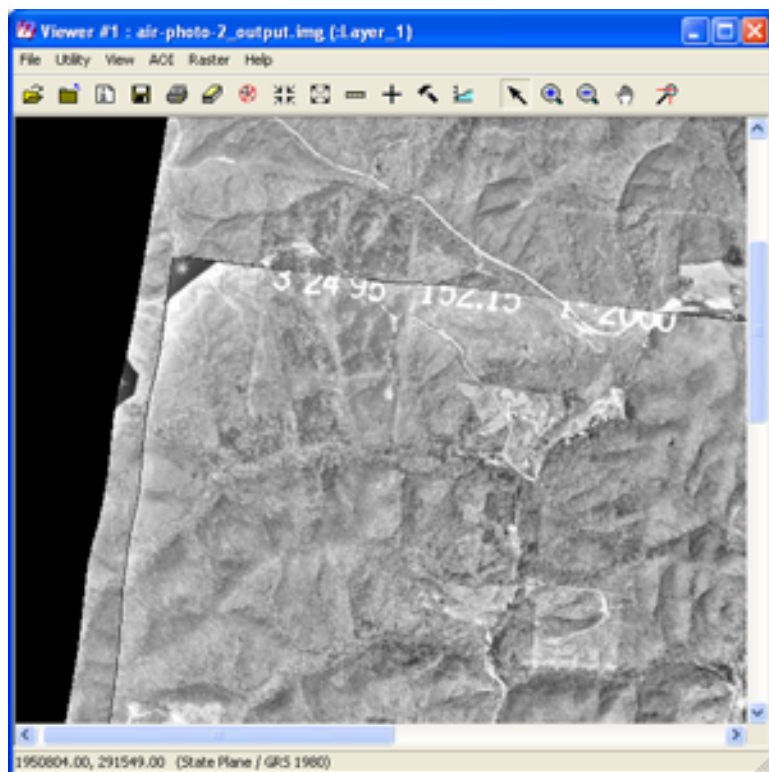 Viewer #1 : air-photo-2_output.img (:Layer_1)
File Utility View AOI Raster Help
3 24 95 152.15 2000
1950804.00, 291549.00 (State Plane / GRS 1980)